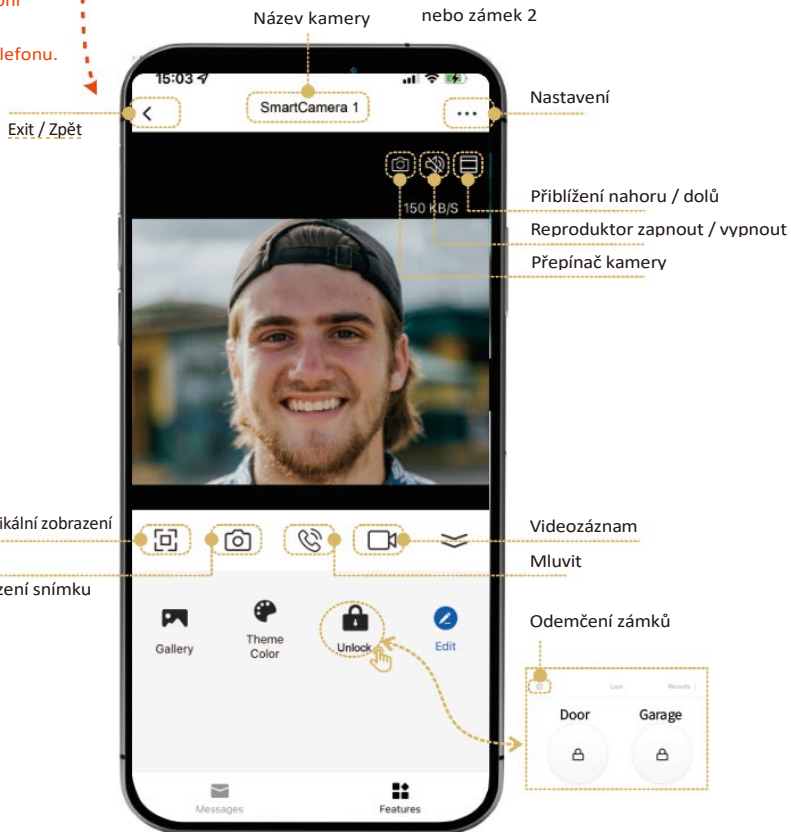 lefonu.
Název kamery
nebo zámek 2
15:03
SmartCamera 1
Nastavení
Exit / Zpět
150 KB/S
Přiblížení nahoru / dolů
Reproduktor zapnout / vypnout
Přepínač kamery
ikální zobrazení
Videozáznam
Mluvit
zení snímku
Odemčení zámků
Gallery
Theme
Color
Unlock
Edit
Lock
Records
Door
Garage
Messages
Features